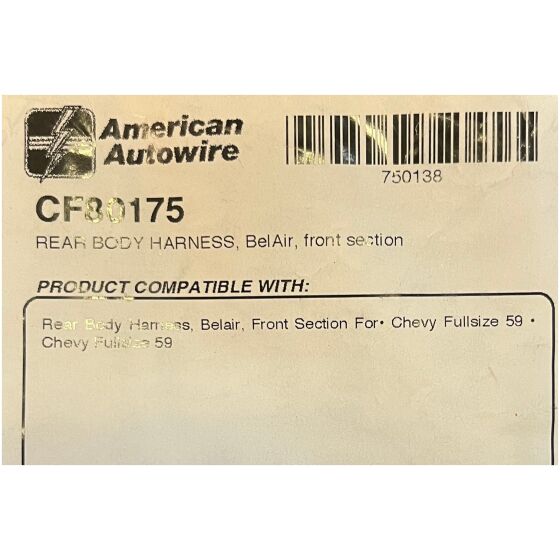 American
Autowire
750138
CF80175
REAR BODY HARNESS, BelAir, front section
PRODUCT COMPATIBLE WITH:
Rear Body Harness, Belair, Front Section For• Chevy Fullsize 59 •
Chevy Fullsize 59